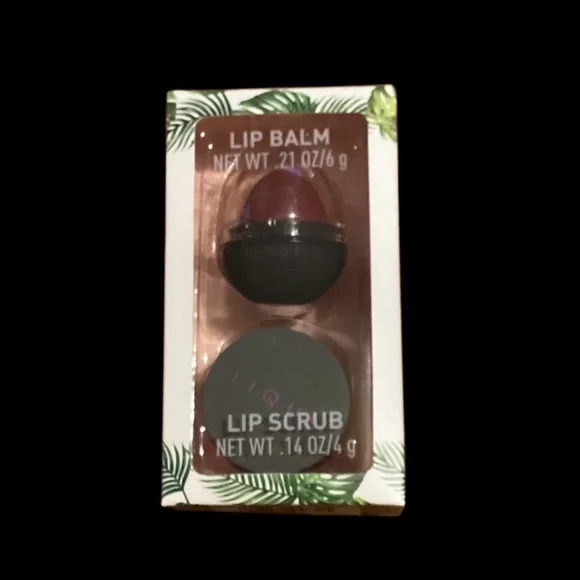 LIP BALM
NET WT .21 OZ/6 g
LIP SCRUB
NET WT .14 OZ/4 g